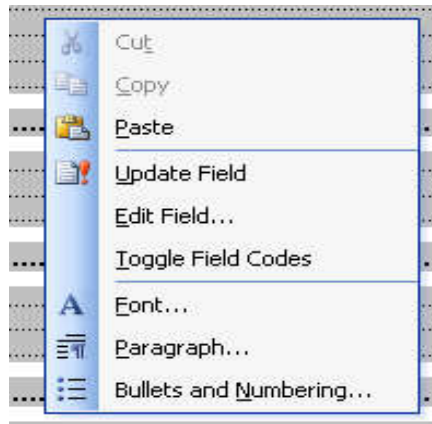 Cut
Copy
Paste
Update Field
Edit Field...
Toggle Field Codes
Font...
Paragraph...
Bullets and Numbering...